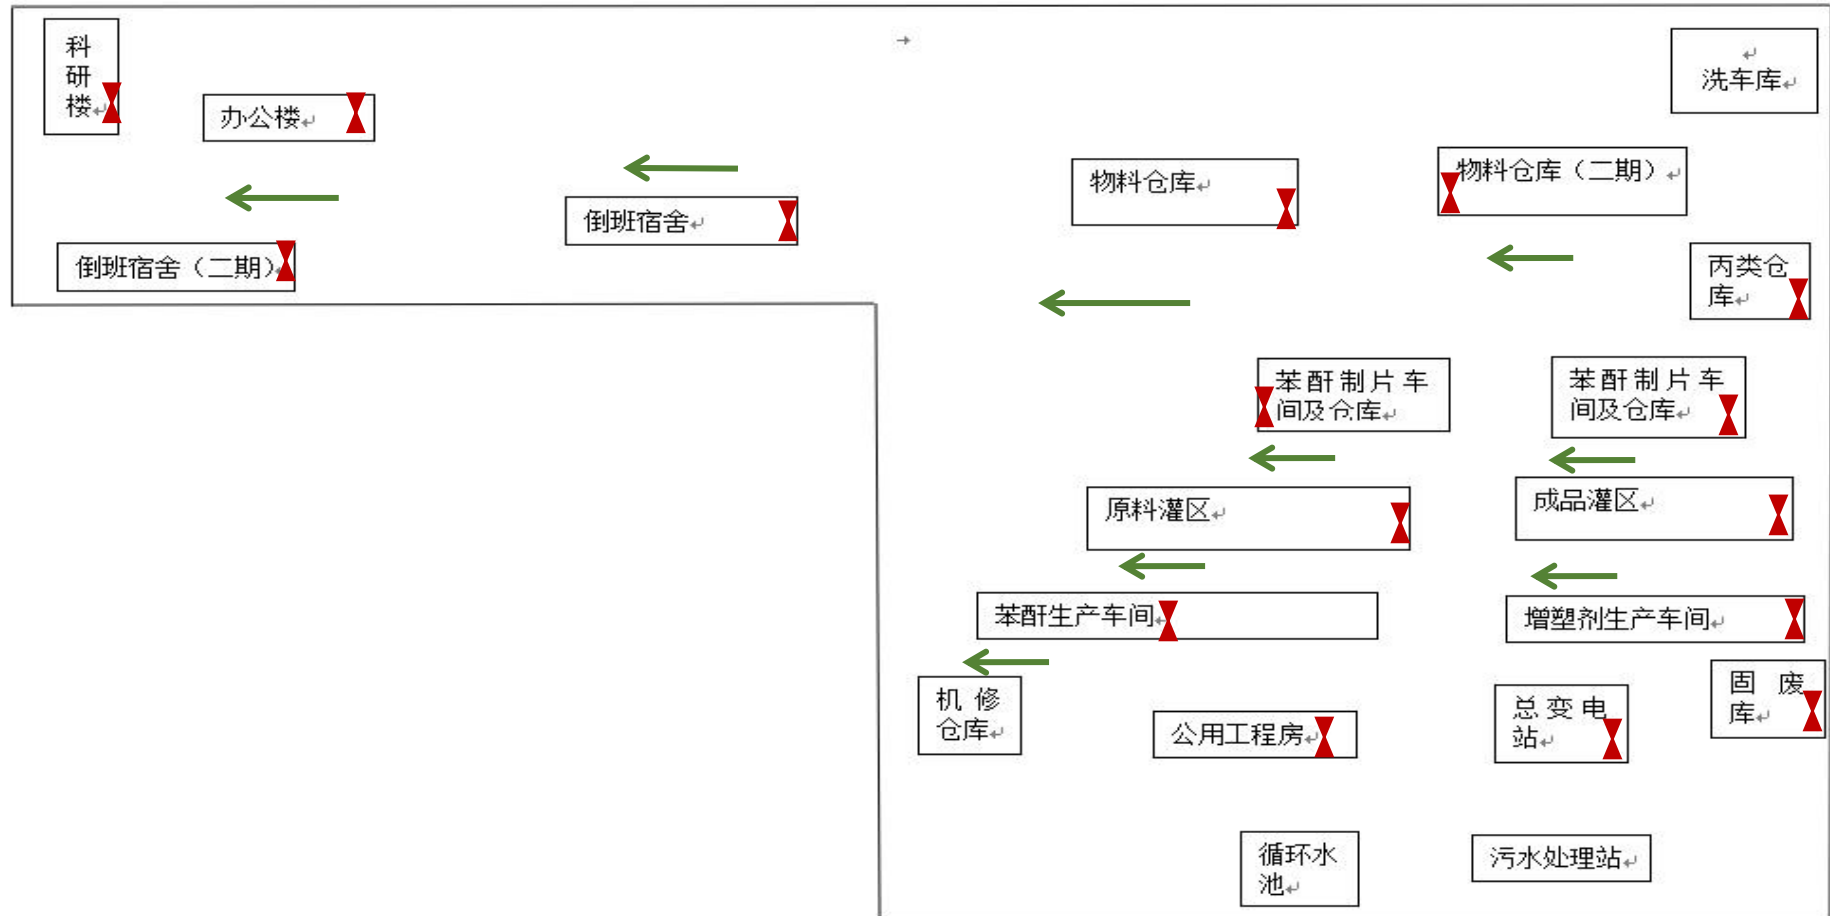 科
研
楼
办公楼
洗车库
倒班宿舍
物料仓库
物料仓库（二期）
倒班宿舍（二期）
丙类仓
库
苯酐制片车
间及仓库
苯酐制片车
间及仓库
原料灌区
成品灌区
苯酐生产车间
增塑剂生产车间
机修
仓库
公用工程房
总变电
站
固废
库
循环水
池
污水处理站